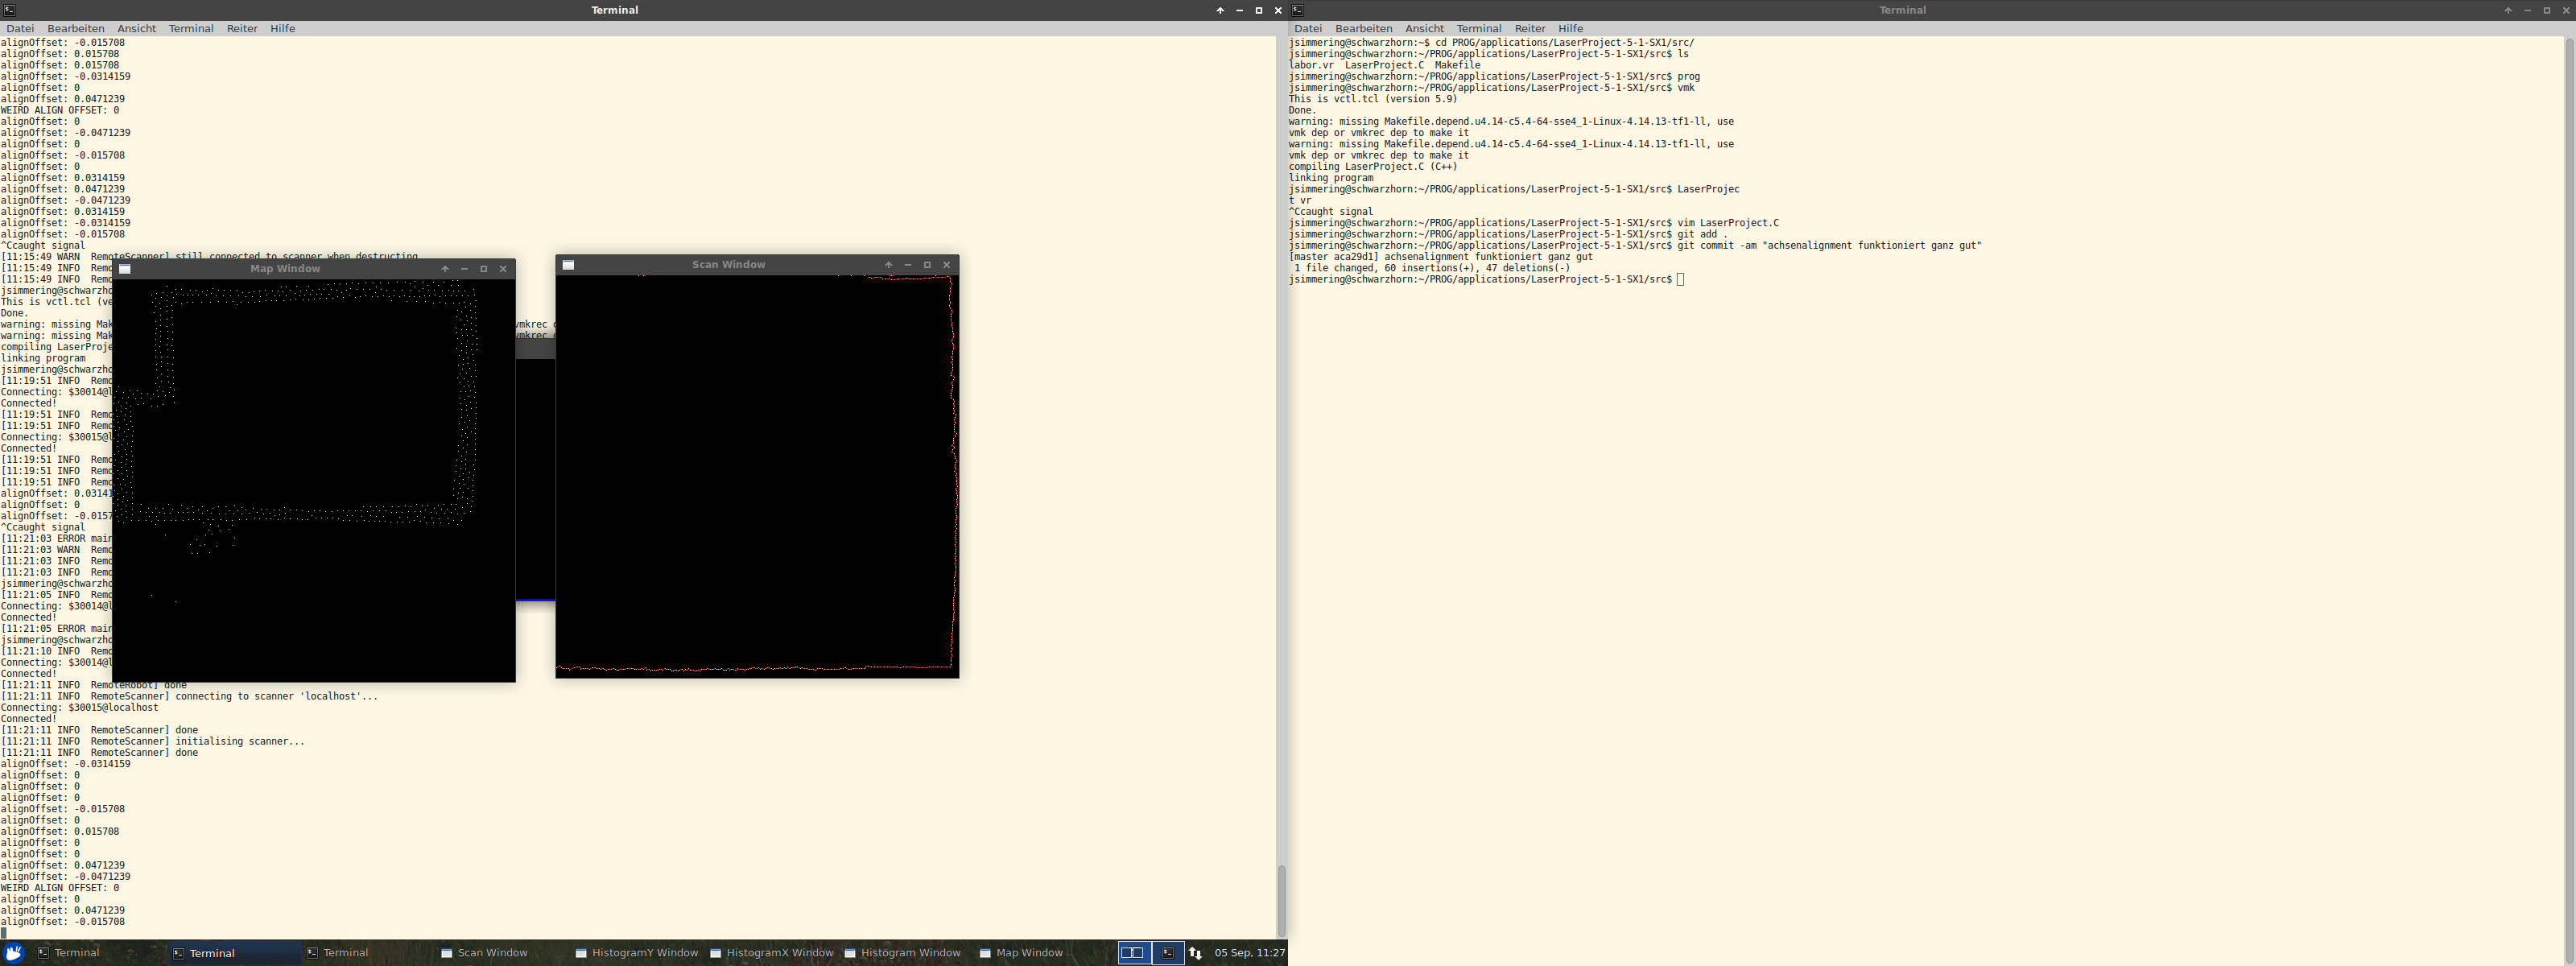 Terminal
Datei Bearbeiten Ansicht Terminal Reiter Hilfe
alignOffset: -0.015708
alignOffset: 0.015708
alignOffset: 0.015708
alignOffset: -0.0314159
alignOffset: 0
alignOffset: 0.0471239
WEIRD ALIGN OFFSET: 0
alignOffset: 0
alignOffset: -0.0471239
alignOffset: 0
alignOffset: -0.015708
alignOffset: 0
alignOffset: 0.0314159
alignOffset: 0.0471239
alignOffset: -0.0471239
alignOffset: 0.0314159
alignOffset: -0.0314159
alignOffset: -0.015708
^Ccaught signal
[11:15:49 WARN  RemoteScanner] still connected to scanner when destructing
[11:15:49 INFO  Remo
[11:15:49 INFO  Remo
jsimmering@schwarzho
This is vctl.tcl (ve
Done.
warning: missing Mak vmkrec d
warning: missing Mak vmkrec d
compiling LaserProje
linking program
jsimmering@schwarzho
[11:19:51 INFO  Remo
Connecting: $30014@l
Connected!
[11:19:51 INFO  Remo
[11:19:51 INFO  Remo
Connecting: $30015@l
Connected!
[11:19:51 INFO  Remo
[11:19:51 INFO  Remo
[11:19:51 INFO  Remo
alignOffset: 0.03141
alignOffset: 0
alignOffset: -0.0157
^Ccaught signal
[11:21:03 ERROR main
[11:21:03 WARN  Remo
[11:21:03 INFO  Remo
[11:21:03 INFO  Remo
jsimmering@schwarzho
[11:21:05 INFO  Remo
Connecting: $30014@l
Connected!
[11:21:05 ERROR main
jsimmering@schwarzho
[11:21:10 INFO  Remo
Connecting: $30014@l
Connected!
[11:21:11 INFO  RemoteRobot] done
[11:21:11 INFO  RemoteScanner] connecting to scanner 'localhost'...
Connecting: $30015@localhost
Connected!
[11:21:11 INFO  RemoteScanner] done
[11:21:11 INFO  RemoteScanner] initialising scanner...
[11:21:11 INFO  RemoteScanner] done
alignOffset: -0.0314159
alignOffset: 0
alignOffset: 0
alignOffset: 0
alignOffset: -0.015708
alignOffset: 0
alignOffset: 0.015708
alignOffset: 0
alignOffset: 0
alignOffset: 0.0471239
alignOffset: -0.0471239
WEIRD ALIGN OFFSET: 0
alignOffset: 0
alignOffset: 0.0471239
alignOffset: -0.015708
Map Window
Scan Window
Terminal
Terminal
Terminal
Scan Window
HistogramY Window
HistogramX Window
Histogram Window
Map Window
05 Sep, 11:27
Terminal
Datei Bearbeiten Ansicht Terminal Reiter Hilfe
jsimmering@schwarzhorn:~$ cd PROG/applications/LaserProject-5-1-SX1/src/
jsimmering@schwarzhorn:~/PROG/applications/LaserProject-5-1-SX1/src$ ls
labor.vr  LaserProject.C  Makefile
jsimmering@schwarzhorn:~/PROG/applications/LaserProject-5-1-SX1/src$ prog
jsimmering@schwarzhorn:~/PROG/applications/LaserProject-5-1-SX1/src$ vmk
This is vctl.tcl (version 5.9)
Done.
warning: missing Makefile.depend.u4.14-c5.4-64-sse4_1-Linux-4.14.13-tf1-ll, use
vmk dep or vmkrec dep to make it
warning: missing Makefile.depend.u4.14-c5.4-64-sse4_1-Linux-4.14.13-tf1-ll, use
vmk dep or vmkrec dep to make it
compiling LaserProject.C (C++)
linking program
jsimmering@schwarzhorn:~/PROG/applications/LaserProject-5-1-SX1/src$ LaserProjec
t vr
^Ccaught signal
jsimmering@schwarzhorn:~/PROG/applications/LaserProject-5-1-SX1/src$ vim LaserProject.C
jsimmering@schwarzhorn:~/PROG/applications/LaserProject-5-1-SX1/src$ git add .
jsimmering@schwarzhorn:~/PROG/applications/LaserProject-5-1-SX1/src$ git commit -am "achsenalignment funktioniert ganz gut"
[master aca29d1] achsenalignment funktioniert ganz gut
 1 file changed, 60 insertions(+), 47 deletions(-)
jsimmering@schwarzhorn:~/PROG/applications/LaserProject-5-1-SX1/src$